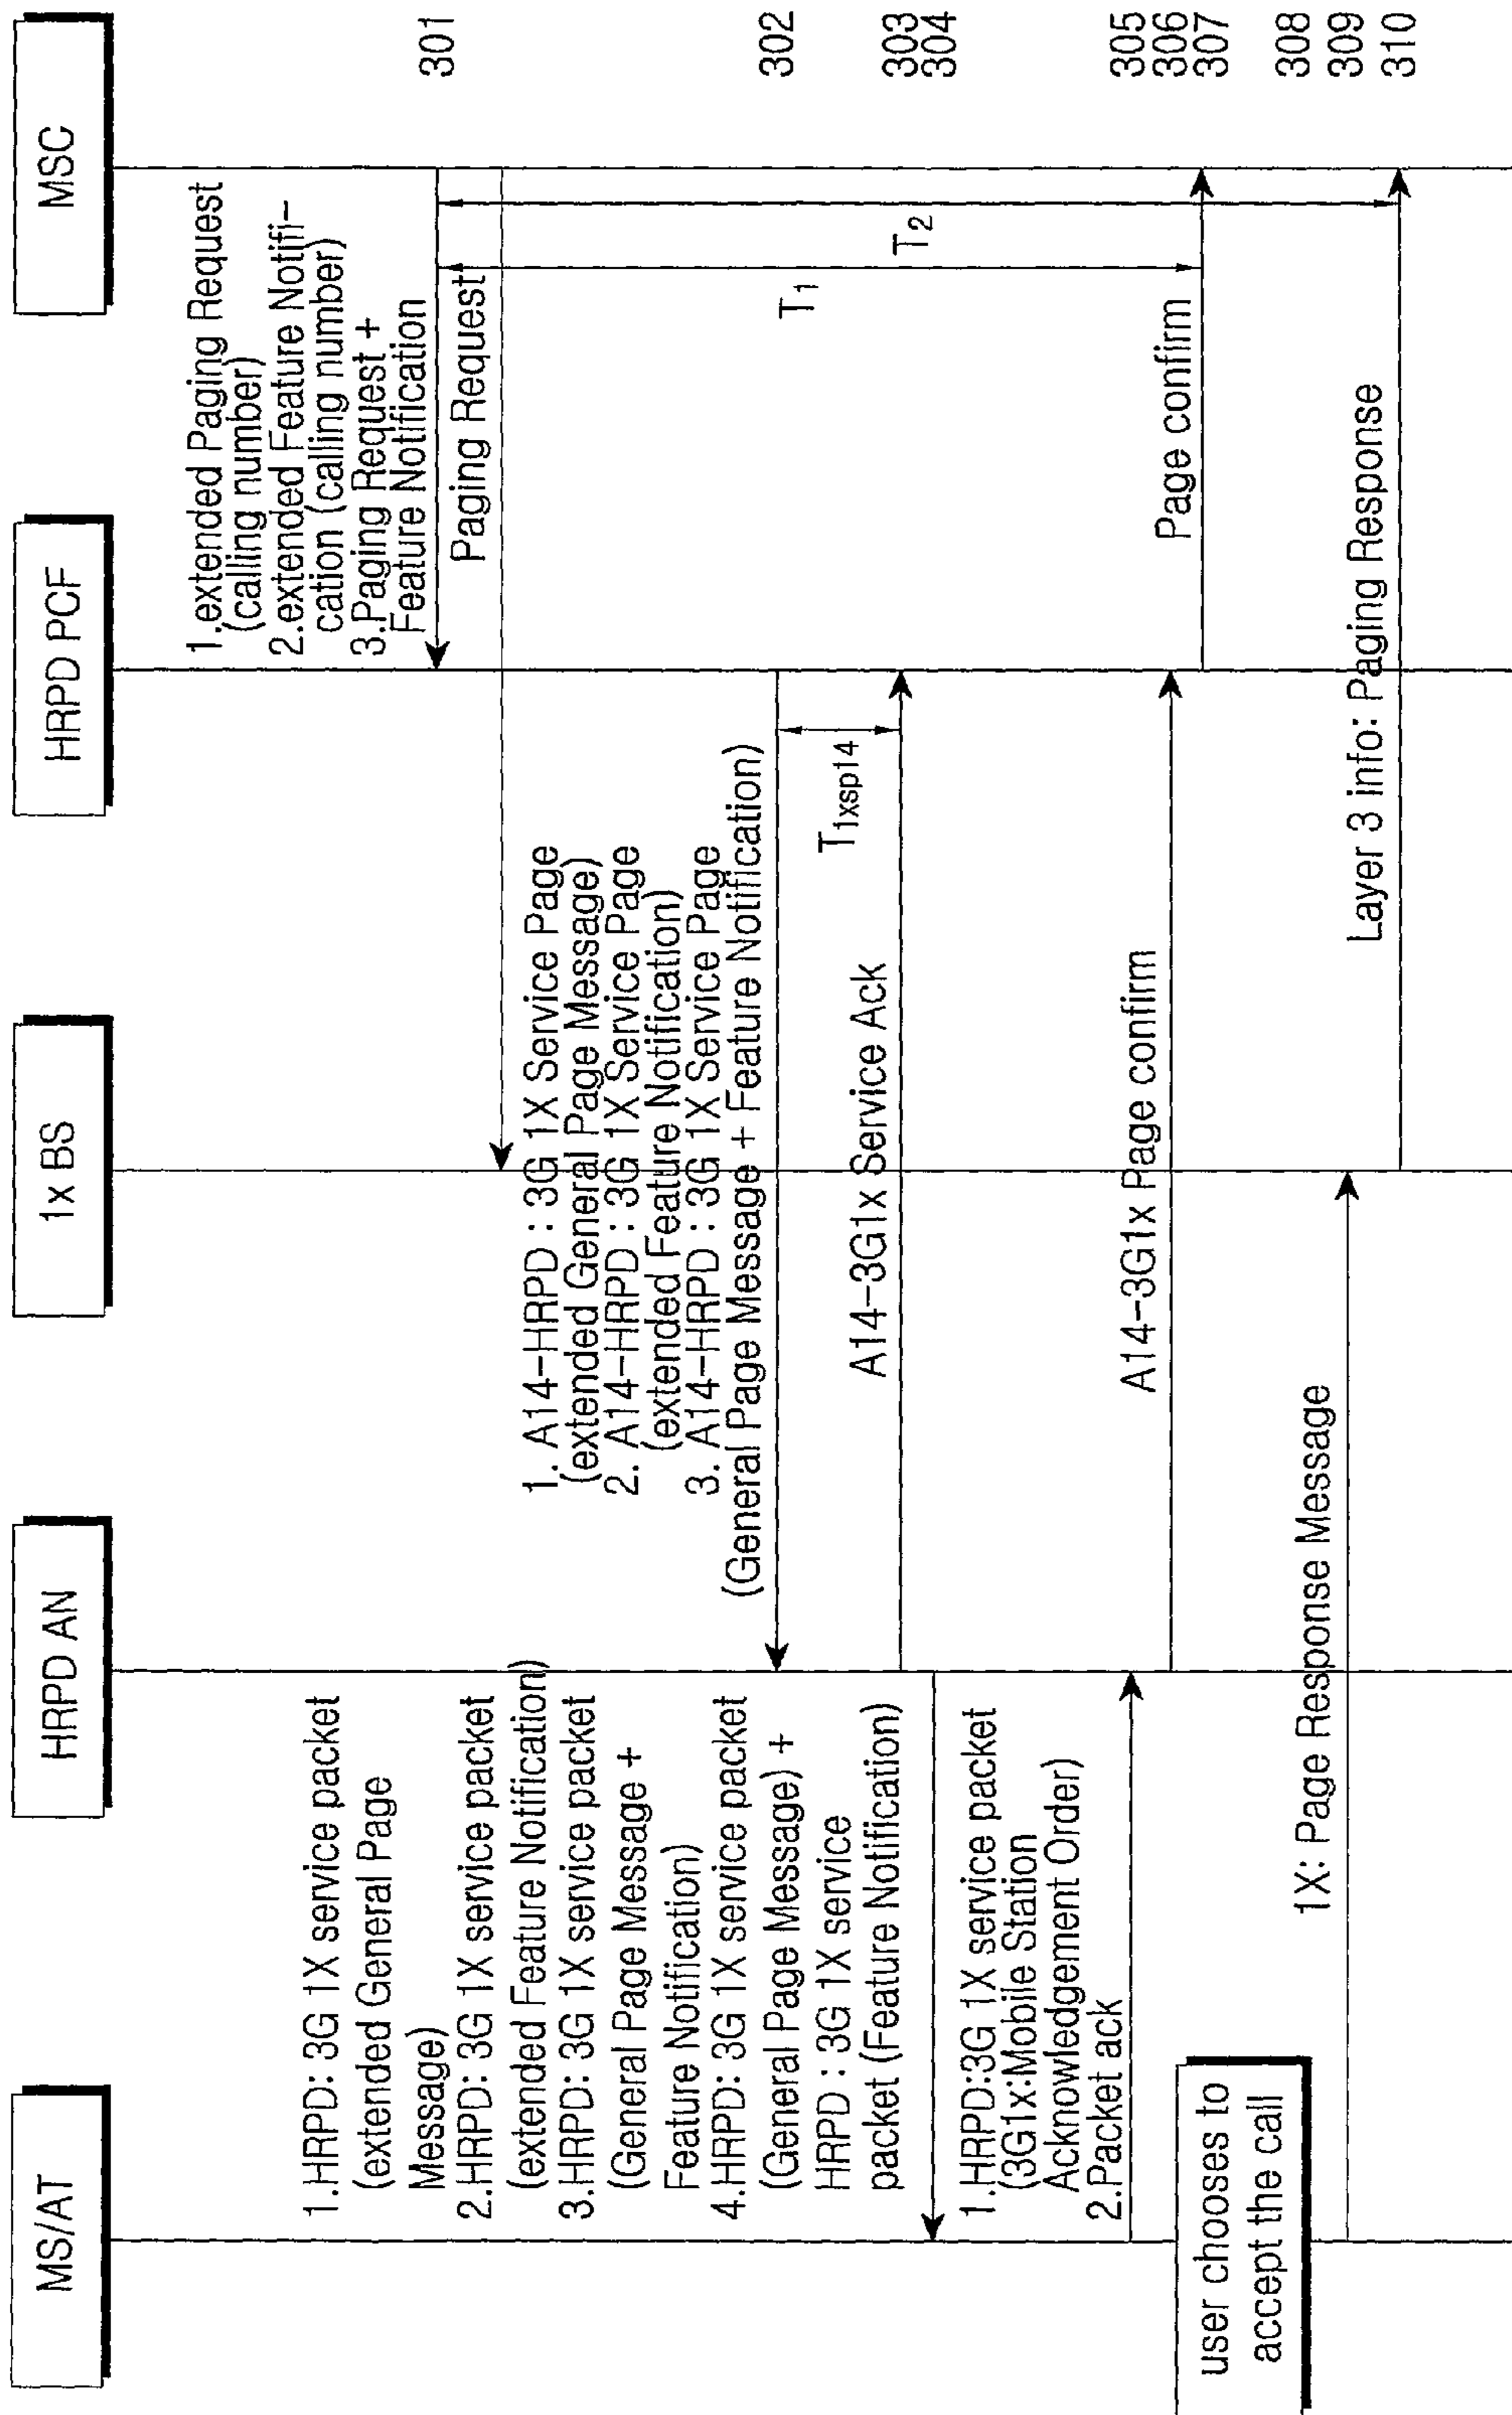 MS/AT
HRPD AN
1x BS
HRPD PCF
MSC
1.extended Paging Request
(calling number)
2.extended Feature Notifi-
cation (calling number)
3.Paging Request +
Feature Notification
301
Paging Request
1. A14-HRPD : 3G 1X Service Page
(extended General Page Message)
2. A14-HRPD : 3G 1X Service Page
(extended Feature Notification)
3. A14-HRPD : 3G 1X Service Page
(General Page Message + Feature Notification)
302
T1
T1xsp14
A14-3G1x Service Ack
303
T2
1.HRPD: 3G 1X service packet
(extended General Page
Message)
2.HRPD: 3G 1X service packet
(extended Feature Notification)
3.HRPD: 3G 1X service packet
(General Page Message +
Feature Notification)
4.HRPD: 3G 1X service packet
(General Page Message) +
HRPD : 3G 1X service
packet (Feature Notification)
304
1.HRPD:3G 1X service packet
(3G1x:Mobile Station
Acknowledgement Order)
2.Packet ack
305
A14-3G1x Page confirm
306
Page confirm
307
user chooses to
accept the call
308
1X: Page Response Message
309
Layer 3 info: Paging Response
310